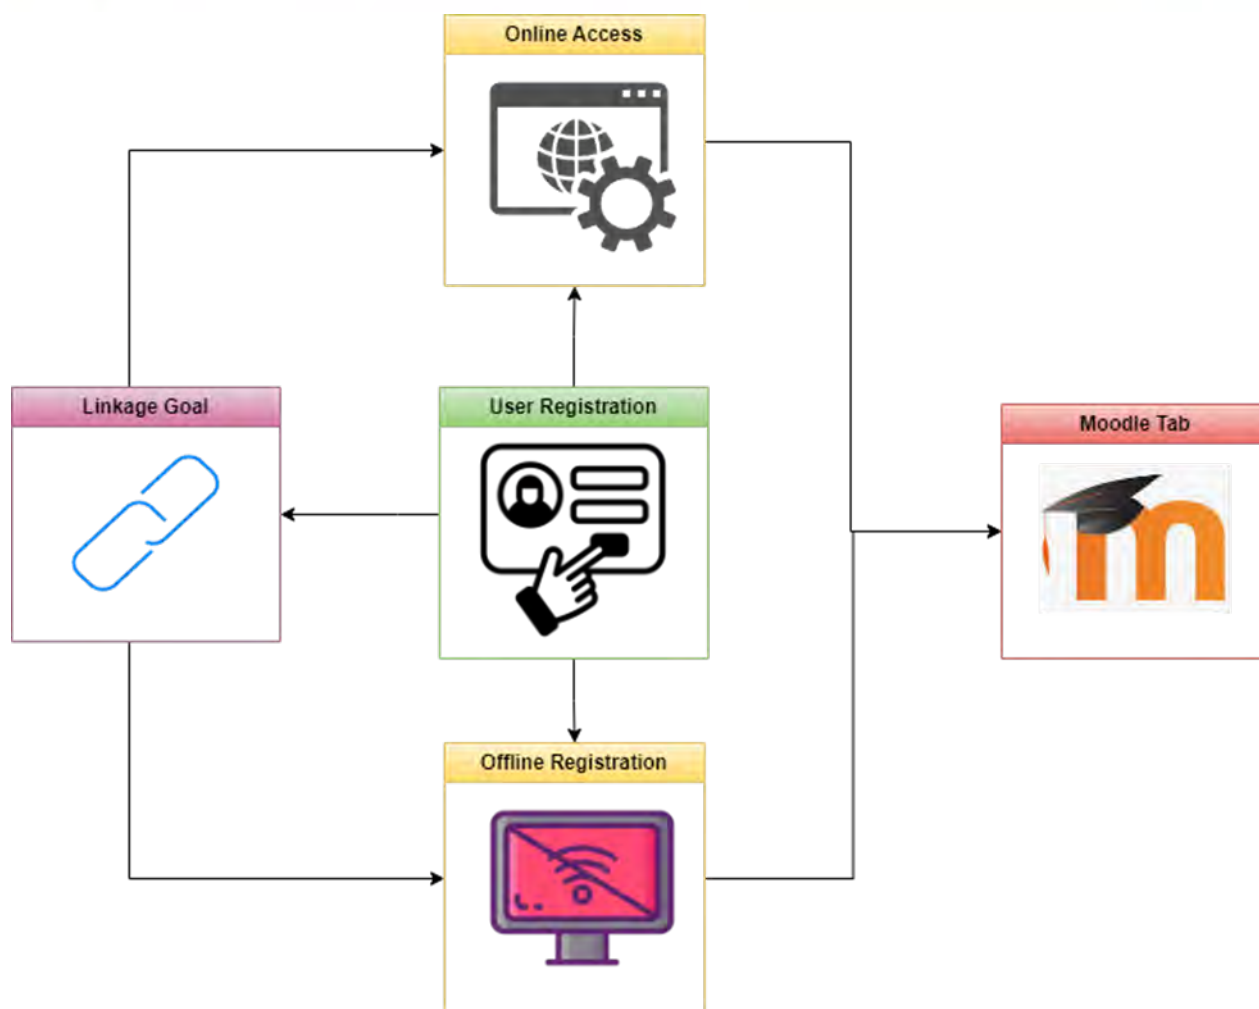 Online Access
Linkage Goal
User Registration
Moodle Tab
m
Offline Registration